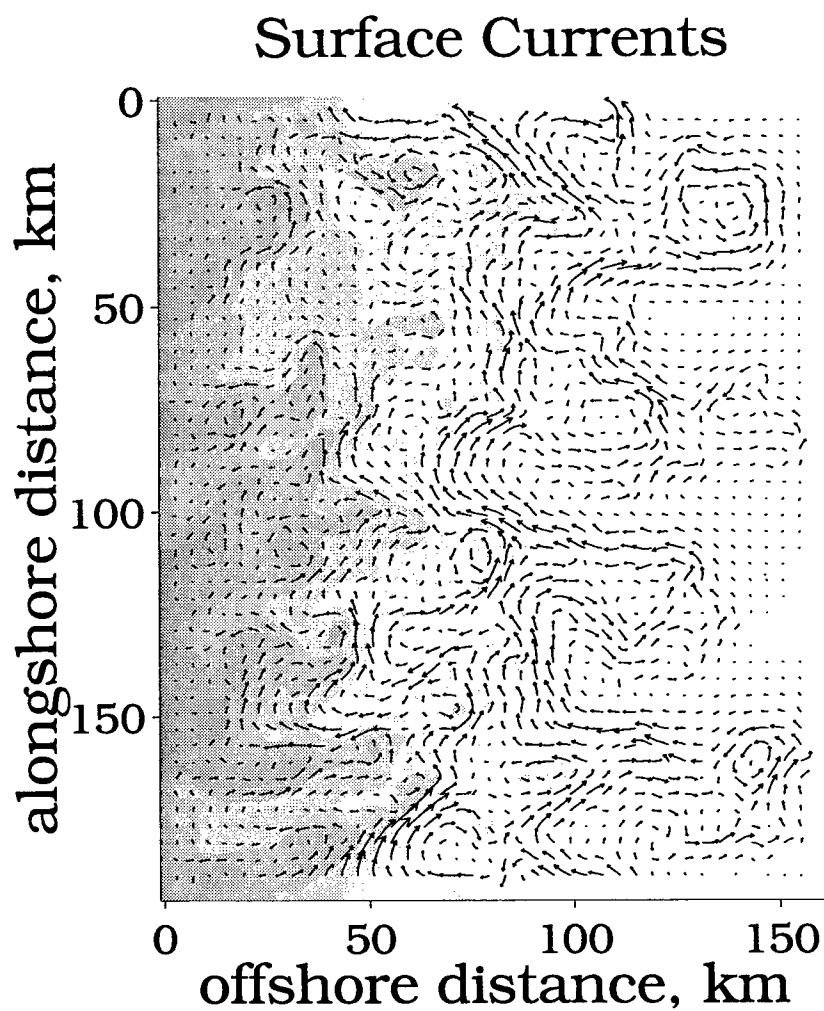 Surface Currents
0
50
100
150
alongshore distance, km
0 50 100 150
offshore distance, km